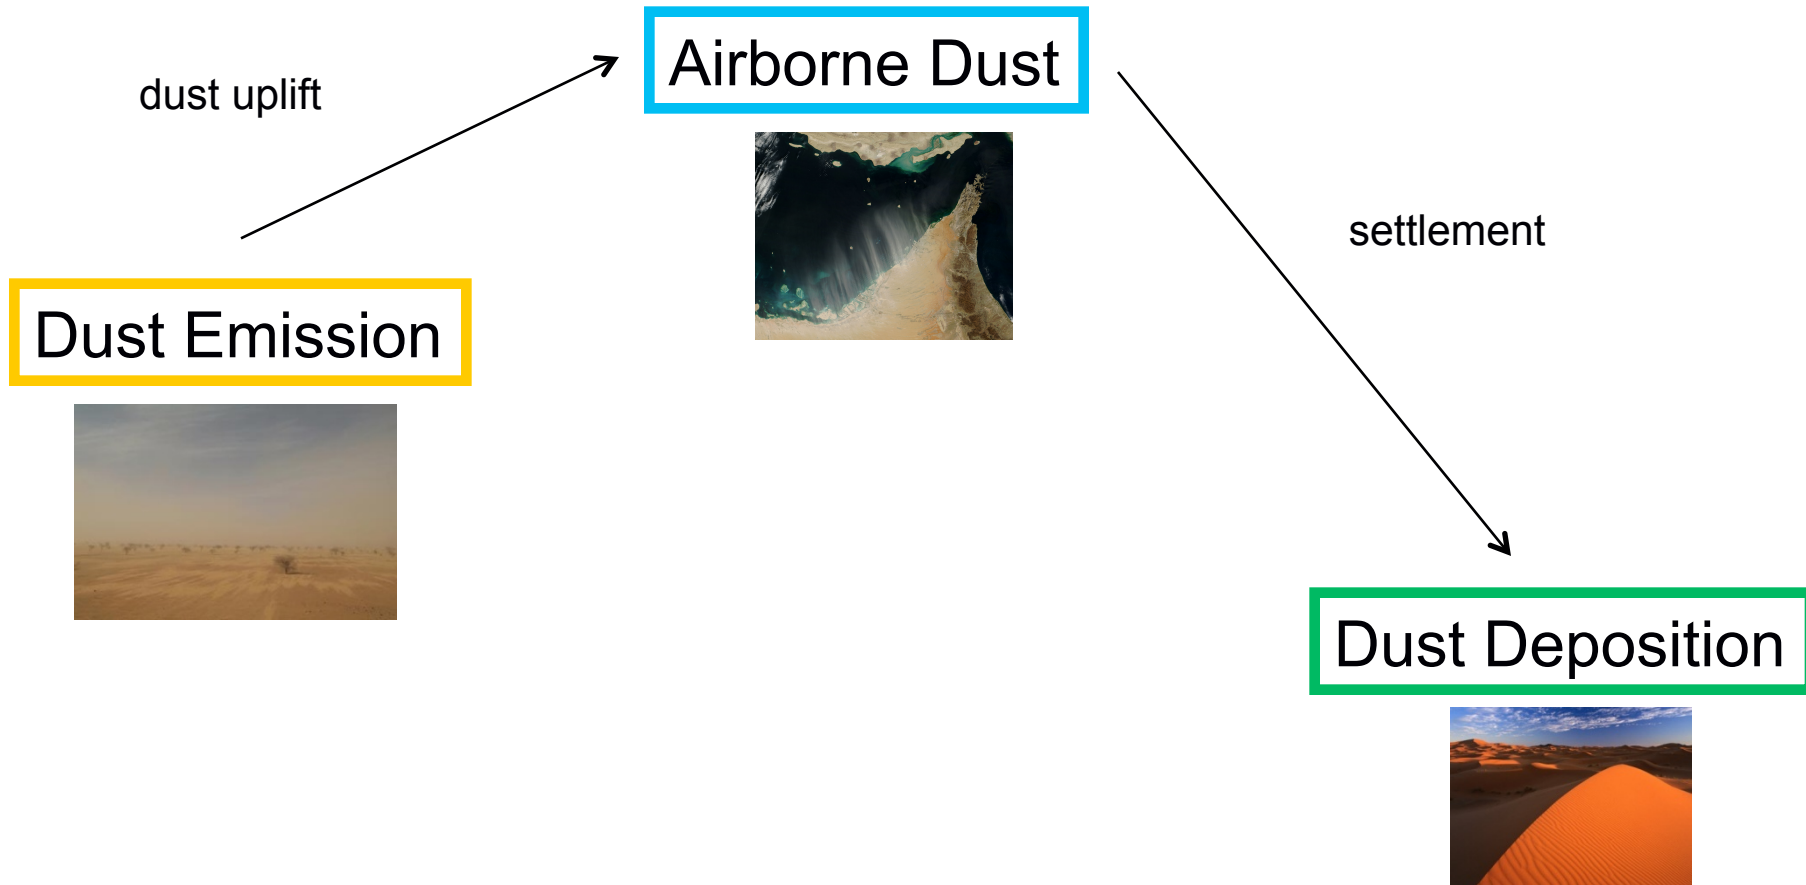 Airborne Dust
dust uplift
settlement
Dust Emission
Dust Deposition